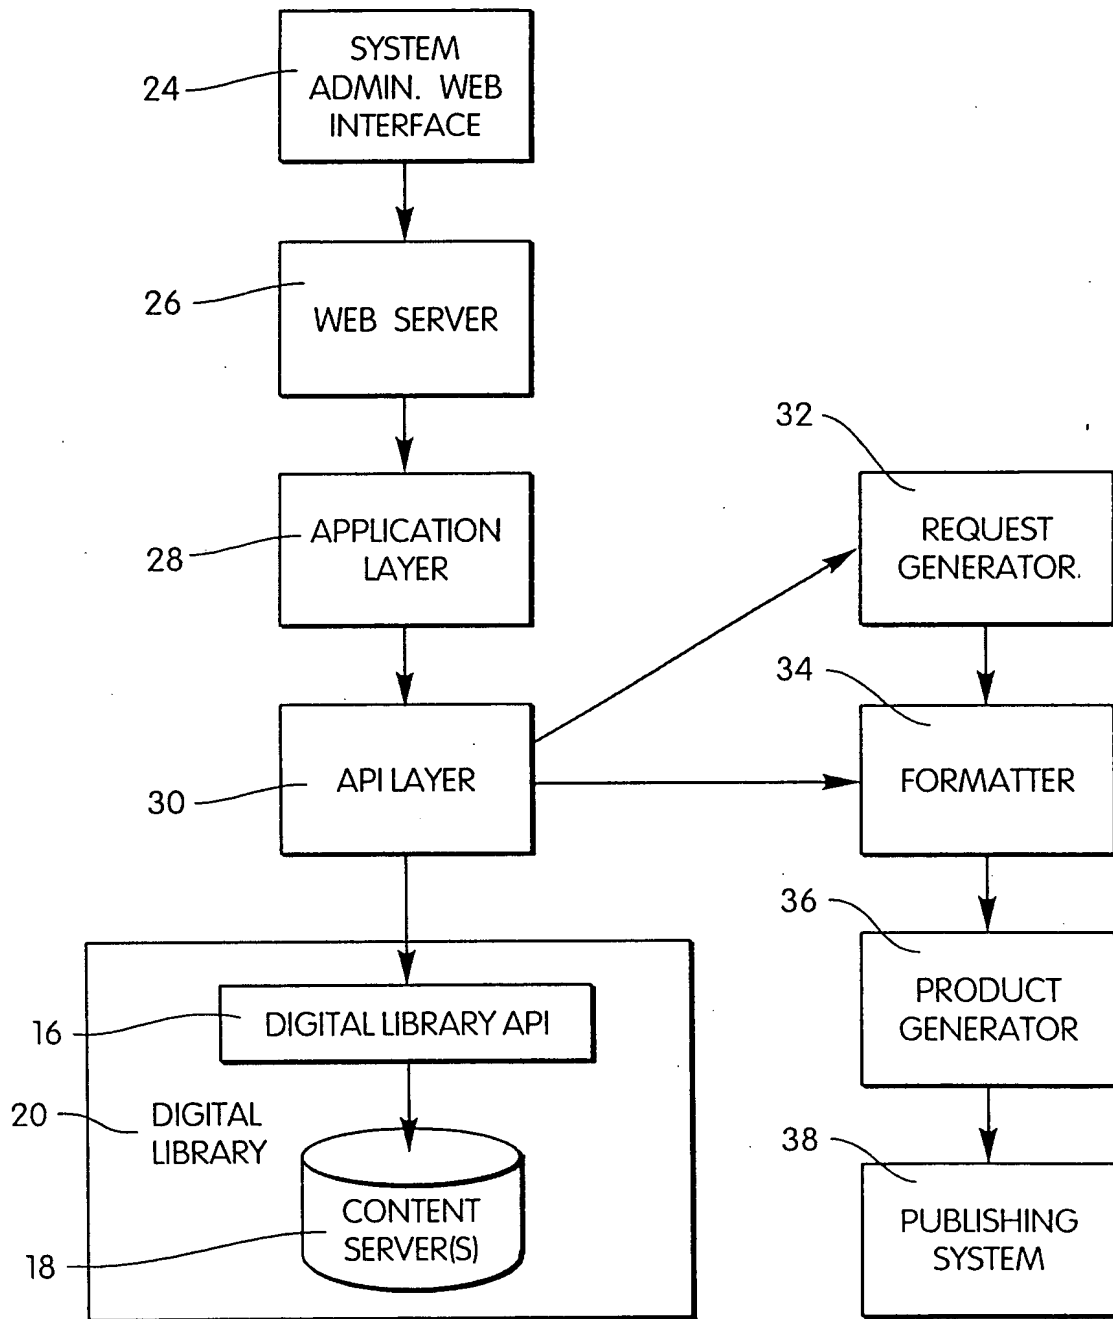 SYSTEM
ADMIN. WEB
INTERFACE
24
26
WEB SERVER
28
APPLICATION
LAYER
32
REQUEST
GENERATOR.
30
API LAYER
34
FORMATTER
36
PRODUCT
GENERATOR
16
DIGITAL LIBRARY API
20
DIGITAL
LIBRARY
18
CONTENT
SERVER(S)
38
PUBLISHING
SYSTEM